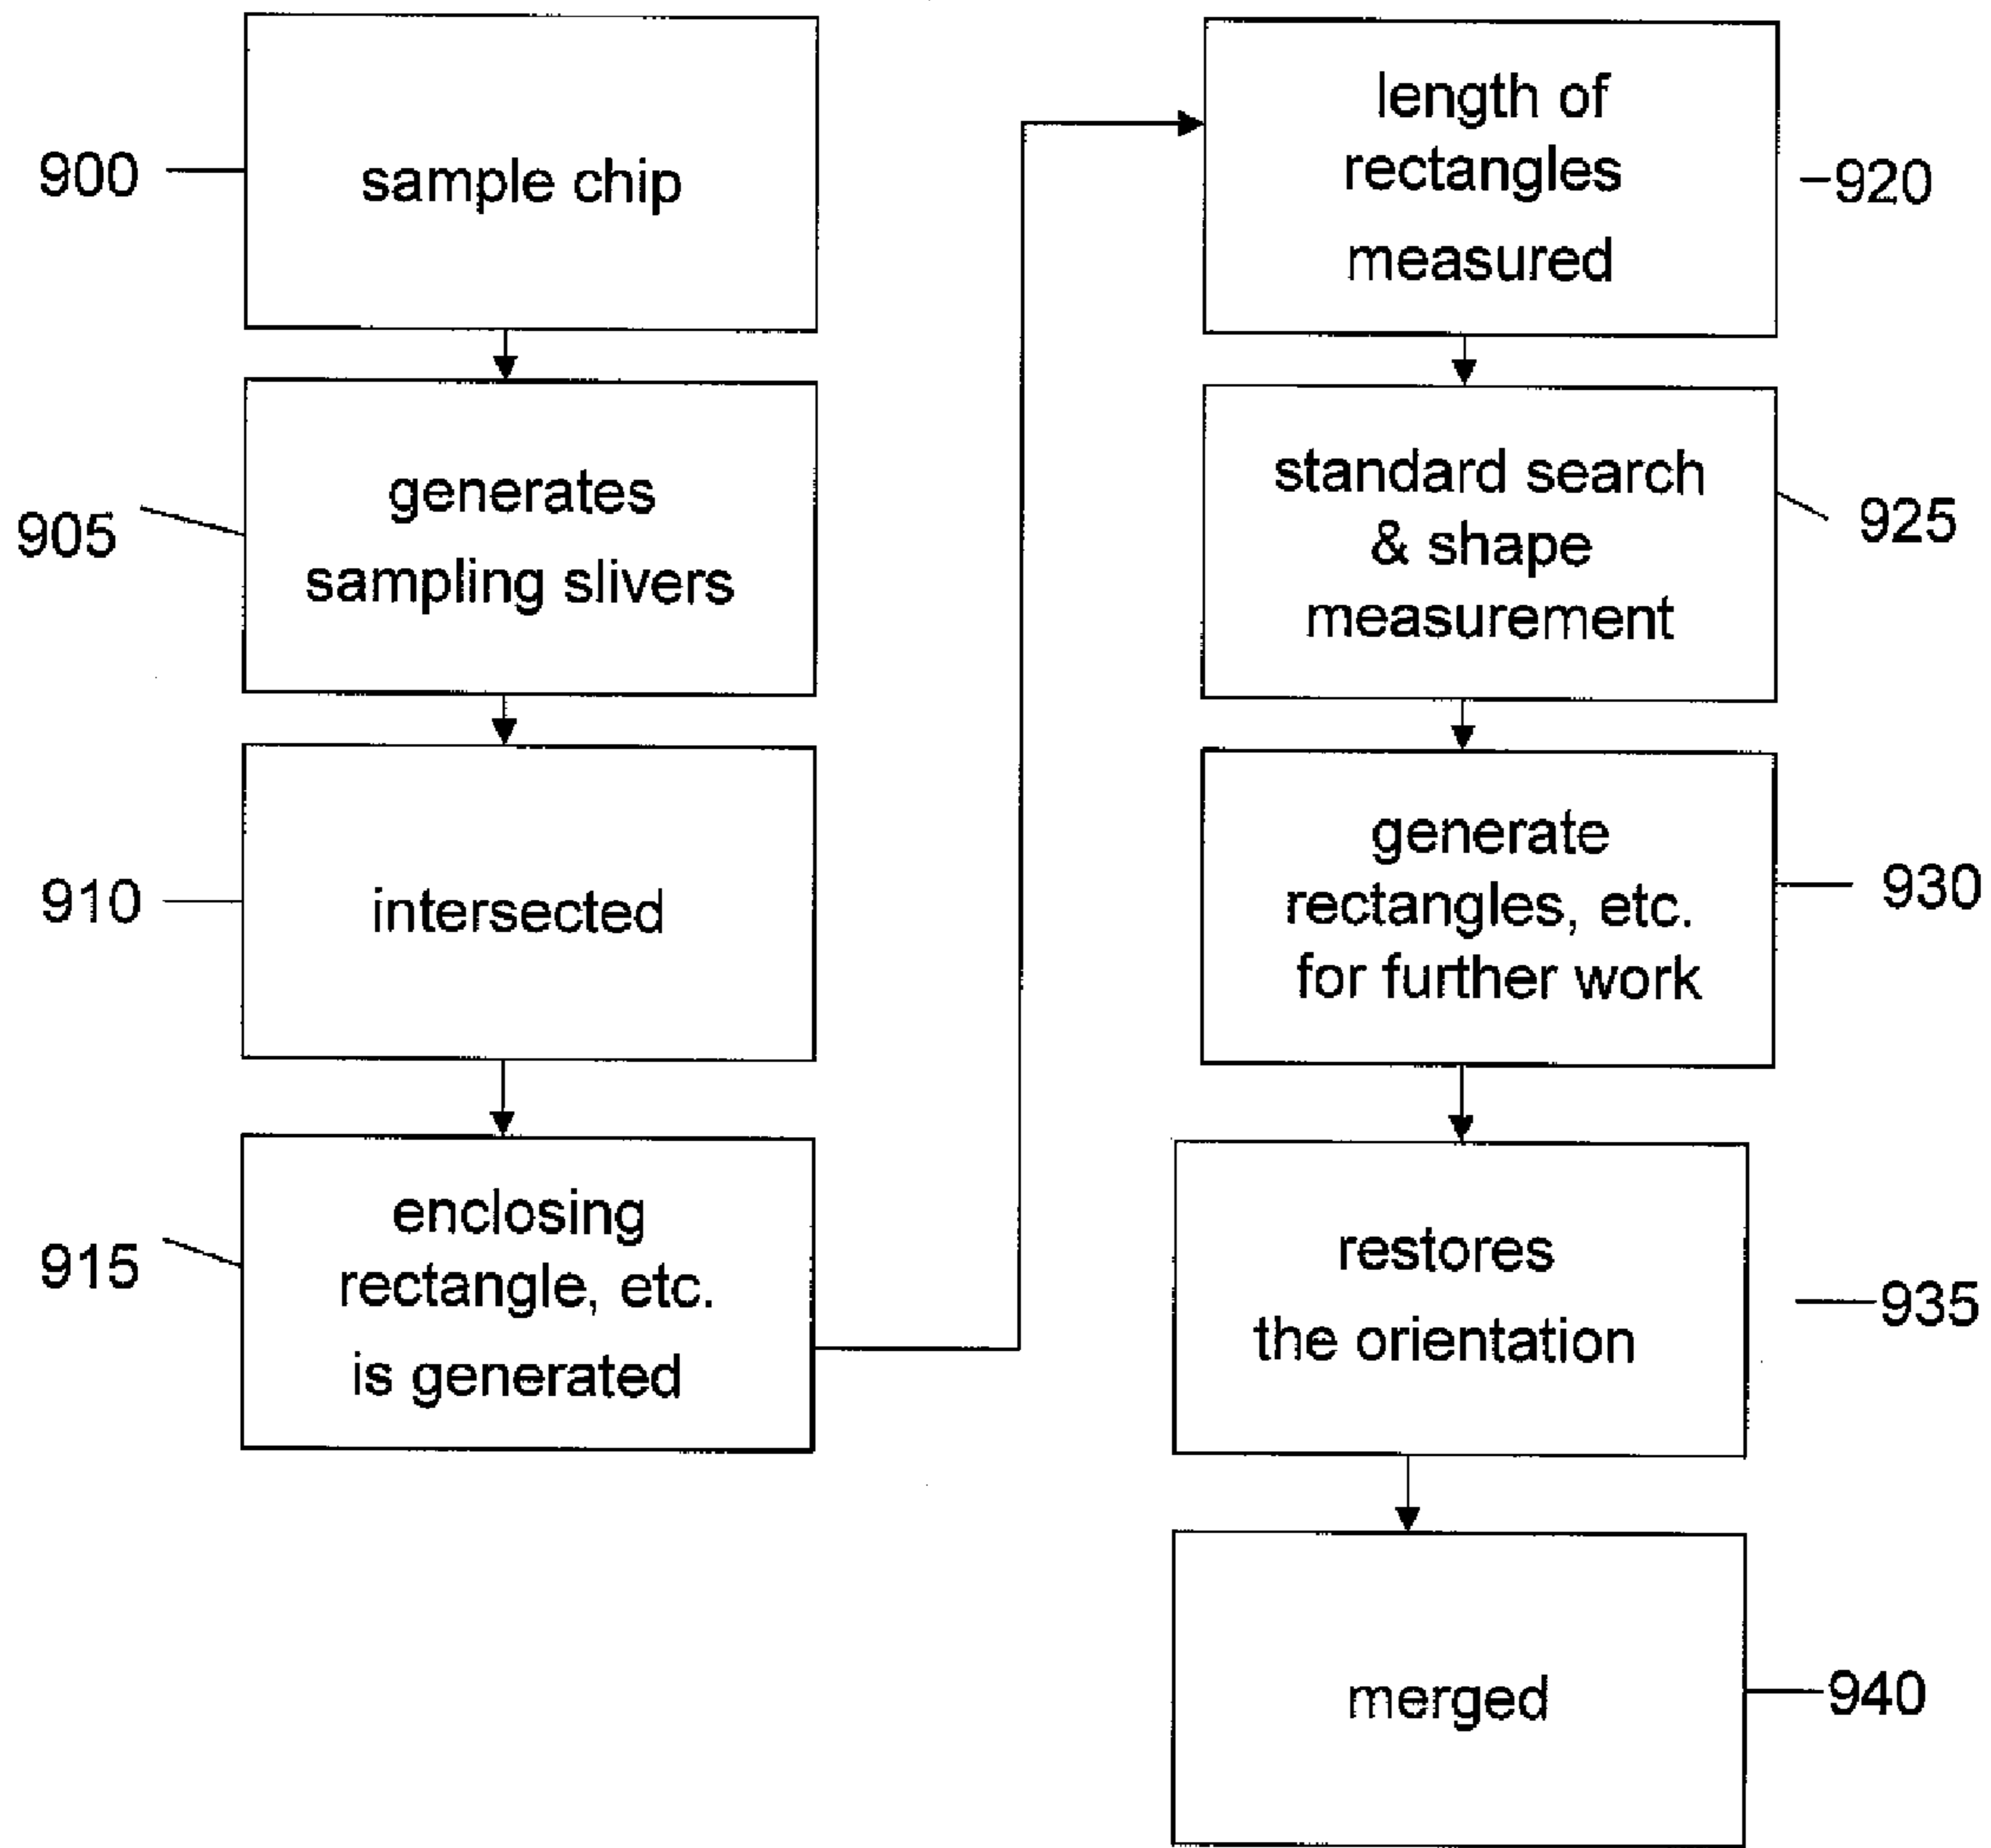 900
sample chip
905
generates
sampling slivers
910
intersected
915
enclosing
rectangle, etc.
is generated
length of
rectangles
measured
920
standard search
& shape
measurement
925
generate
rectangles, etc.
for further work
930
restores
the orientation
935
merged
940